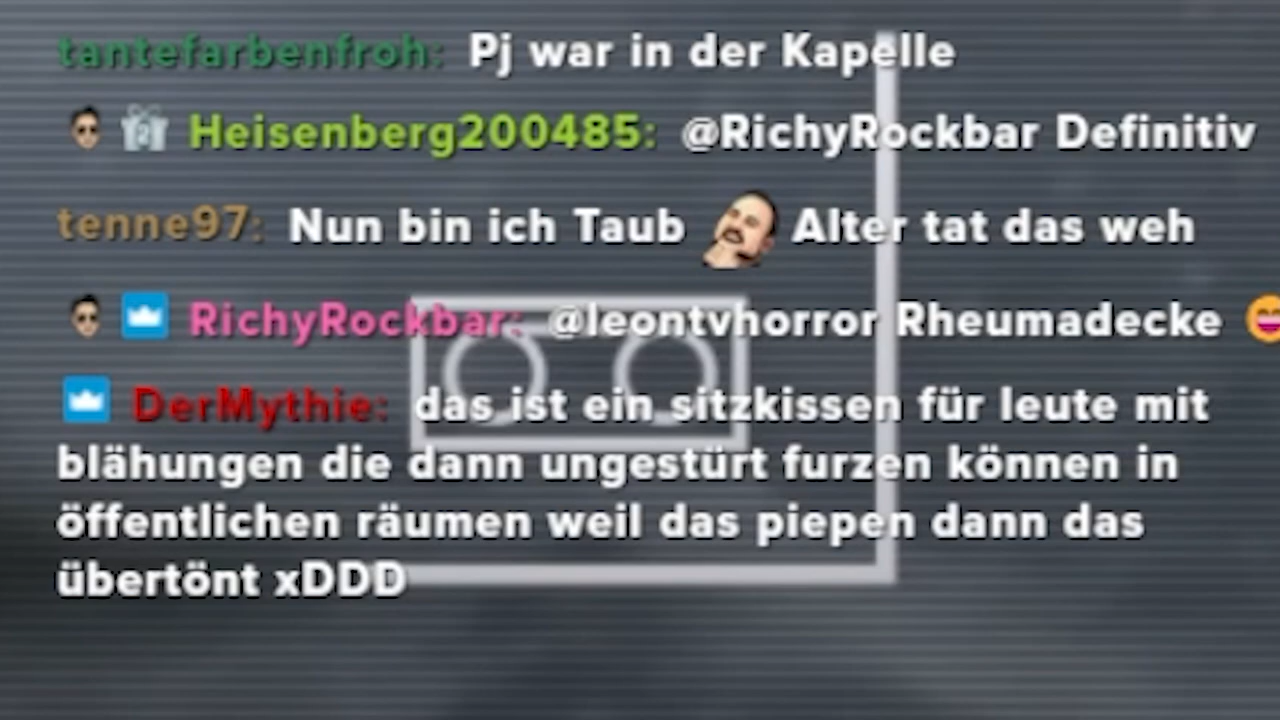 tantefarbenfroh: Pj war in der Kapelle
Heisenberg200485: @RichyRockbar Definitiv
tenne97: Nun bin ich Taub Alter tat das weh
RichyRockbar: @leontvhorror Rheumadecke
DerMythie: das ist ein sitzkissen für leute mit
blähungen die dann ungestürt furzen können in
öffentlichen räumen weil das piepen dann das
übertönt xDDD